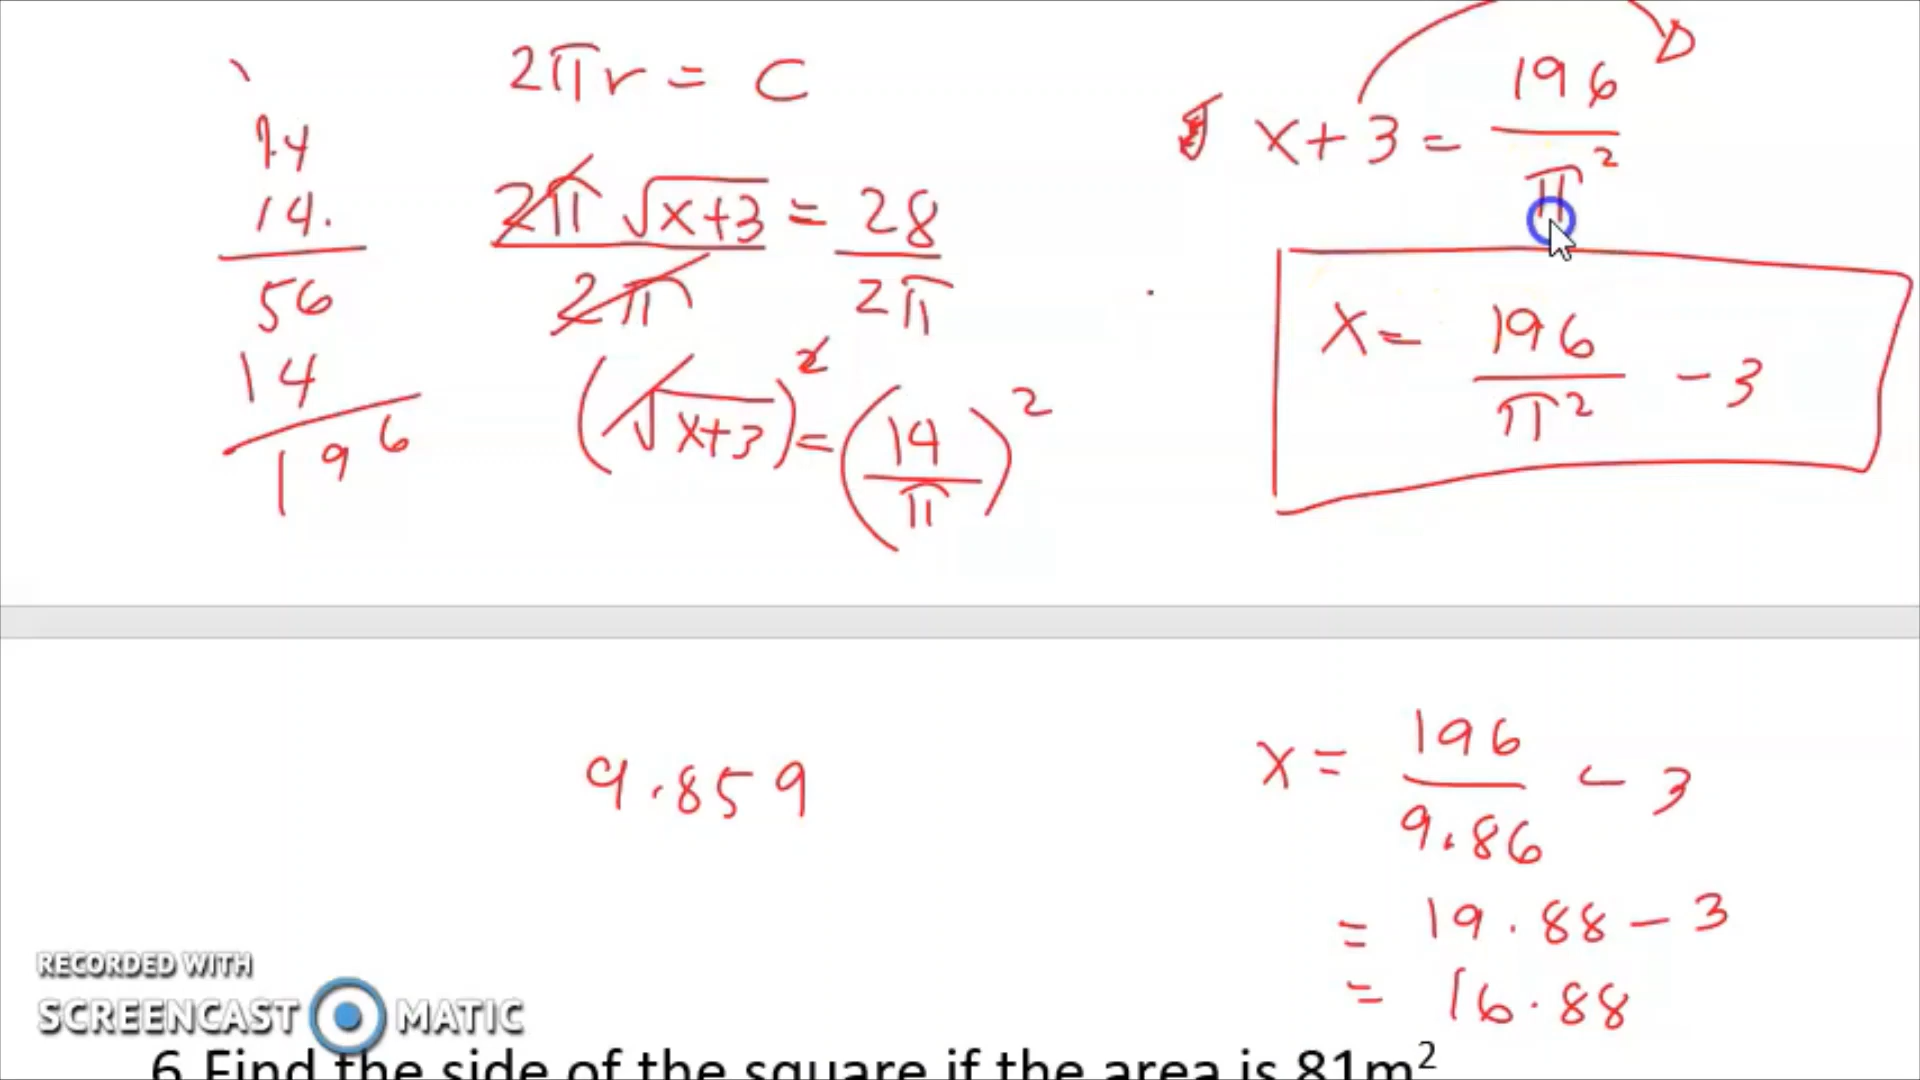 2πr = C
14
14.
56
14
196
2π √x+3 = 28
2π 2π
(√x+3)² = (14/π)²
x+3 = 196/π²
x = 196/π² - 3
9.859
x = 196/9.86 - 3
= 19.88 - 3
= 16.88
RECORDED WITH
SCREENCAST MATIC
6 Find the side of the square if the area is 81m²